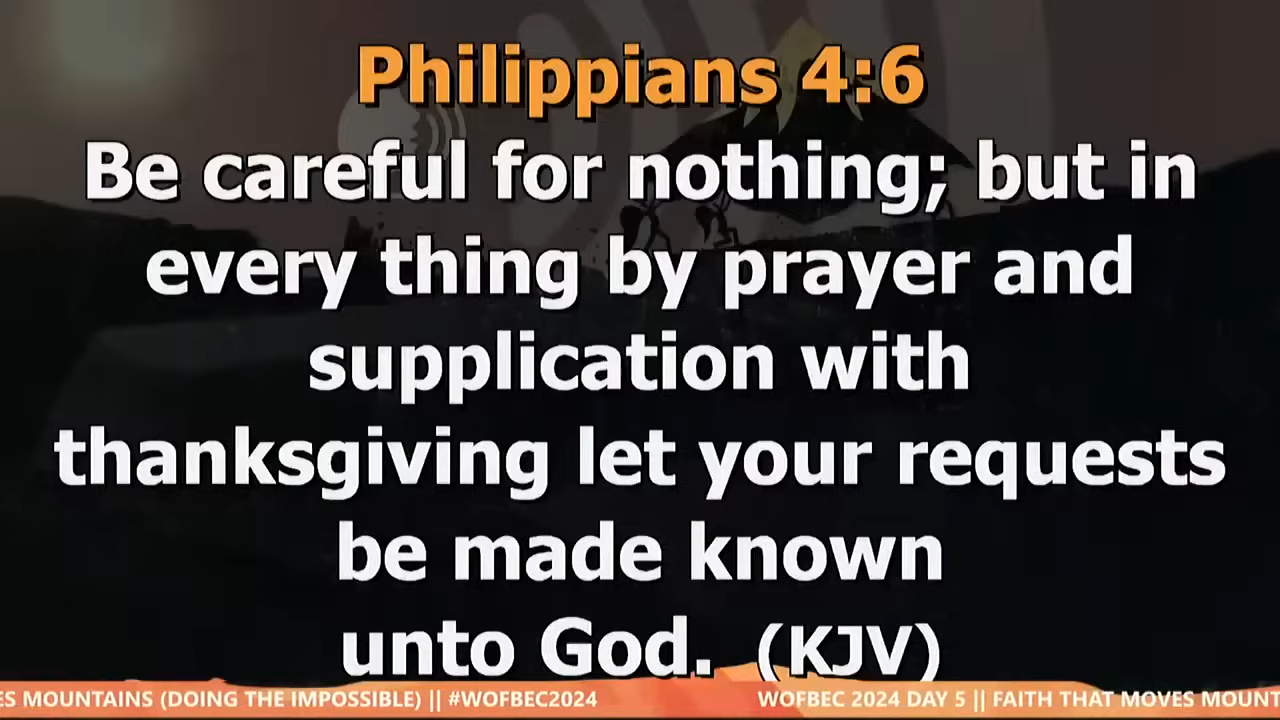 Philippians 4:6
Be careful for nothing; but in
every thing by prayer and
supplication with
thanksgiving let your requests
be made known
unto God. (KJV)
ES MOUNTAINS (DOING THE IMPOSSIBLE) || #WOFBEC2024 WOFBEC 2024 DAY 5 || FAITH THAT MOVES MOUNT